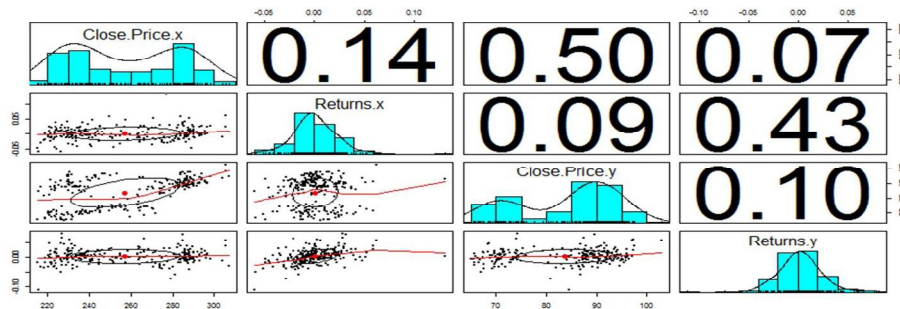 -0.05 0.00 0.05 0.10 -0.05 0.00 0.05
Close.Price.x 0.14 0.50 0.07
0.05 -0.05 Returns.x 0.09 0.43
Close.Price.y 0.10
0.00 -0.10 Returns.y
220 240 260 280 300 70 80 90 100